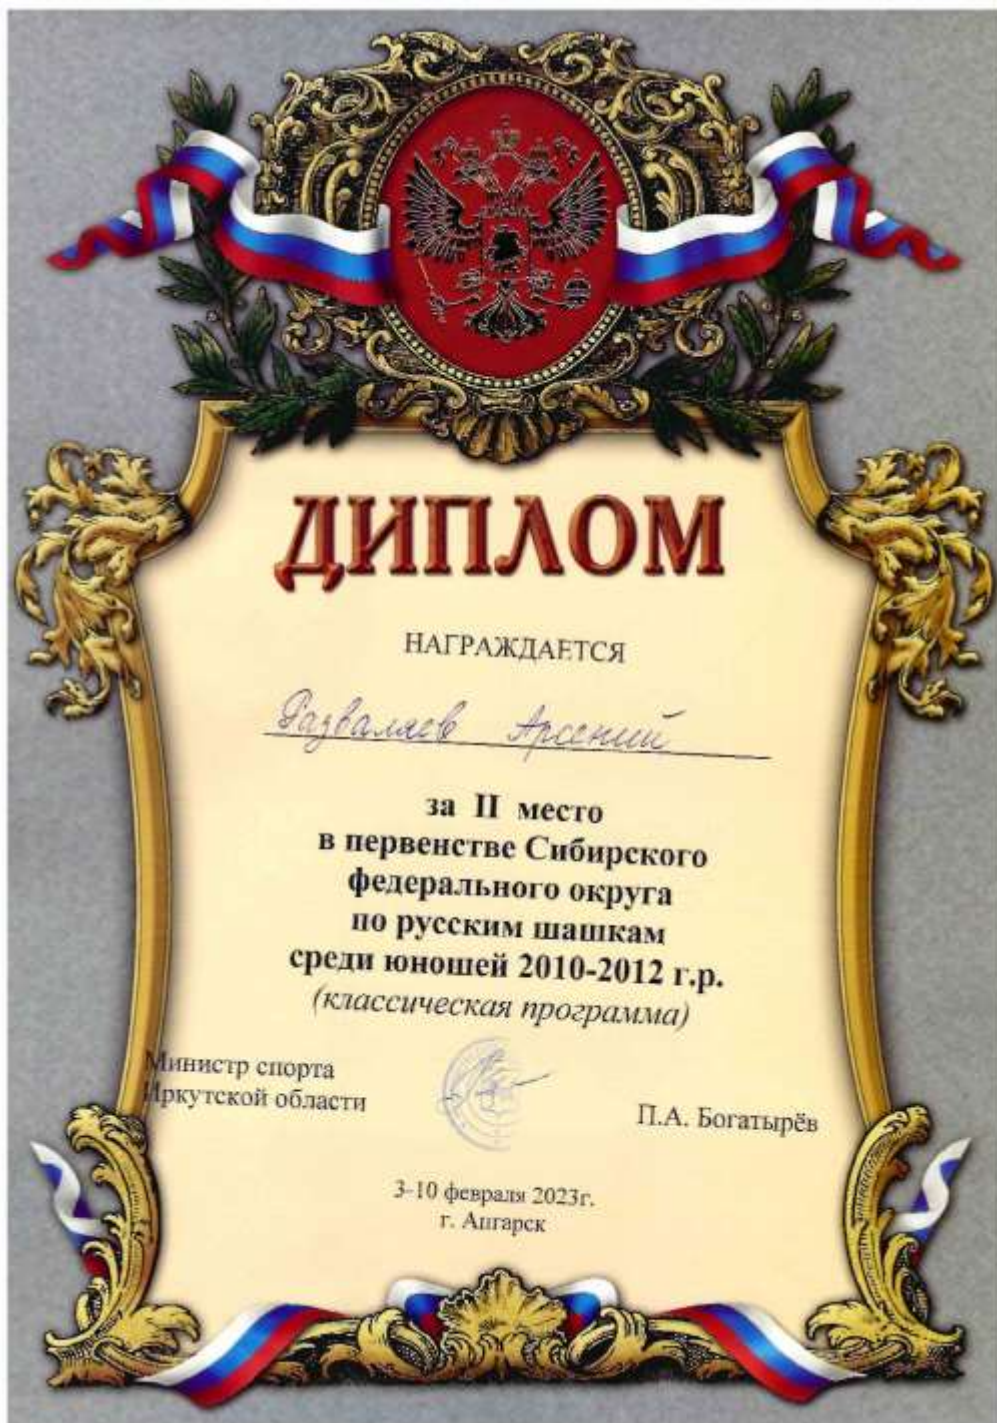 ДИПЛОМ
НАГРАЖДАЕТСЯ
Разваляев Арсений
за II место
в первенстве Сибирского
федерального округа
по русским шашкам
среди юношей 2010-2012 г.р.
(классическая программа)
Министр спорта
Иркутской области
П.А. Богатырёв
3-10 февраля 2023г.
г. Ангарск